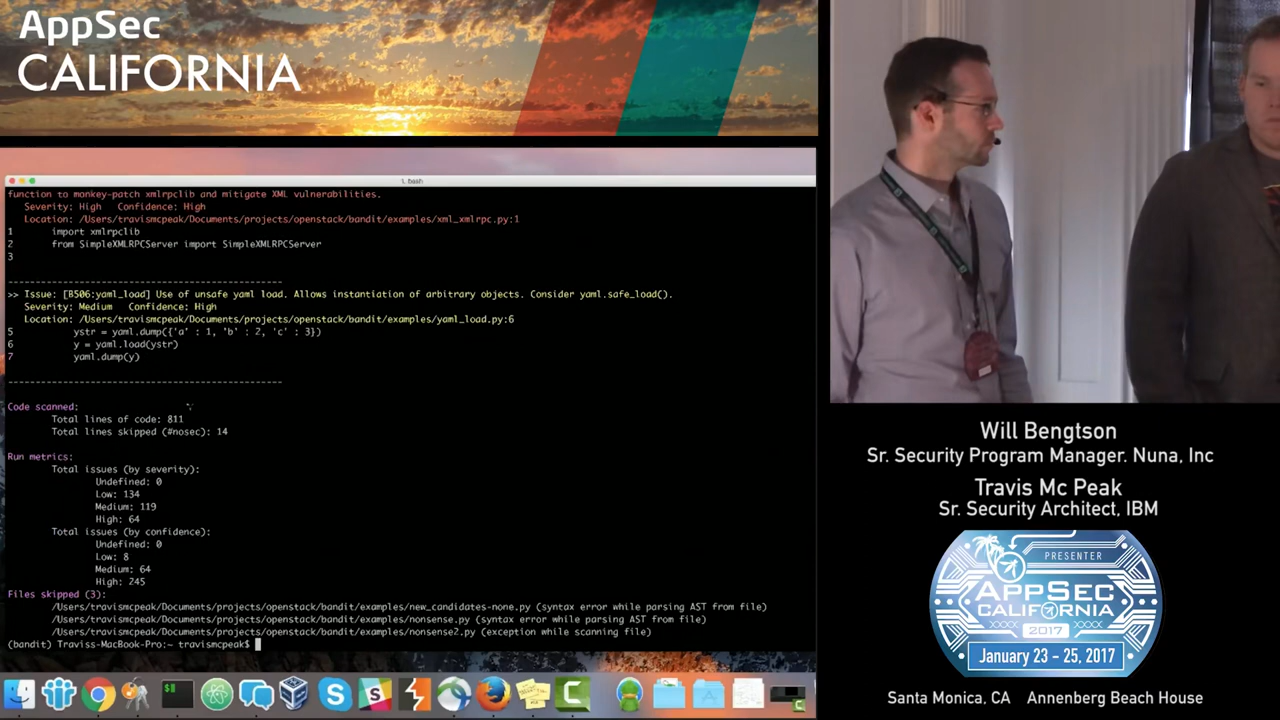 AppSec
CALIFORNIA
1. bash
function to monkey-patch xmlrpclib and mitigate XML vulnerabilities.
Severity: High Confidence: High
Location: /Users/travismcpeak/Documents/projects/openstack/bandit/examples/xml_xmlrpc.py:1
1 import xmlrpclib
2 from SimpleXMLRPCServer import SimpleXMLRPCServer
3
--------------------------------------------------
>> Issue: [B506:yaml_load] Use of unsafe yaml load. Allows instantiation of arbitrary objects. Consider yaml.safe_load().
Severity: Medium Confidence: High
Location: /Users/travismcpeak/Documents/projects/openstack/bandit/examples/yaml_load.py:6
5 ystr = yaml.dump({'a' : 1, 'b' : 2, 'c' : 3})
6 y = yaml.load(ystr)
7 yaml.dump(y)
--------------------------------------------------
Code scanned:
Total lines of code: 811
Total lines skipped (#nosec): 14
Run metrics:
Total issues (by severity):
Undefined: 0
Low: 134
Medium: 119
High: 64
Total issues (by confidence):
Undefined: 0
Low: 8
Medium: 64
High: 245
Files skipped (3):
/Users/travismcpeak/Documents/projects/openstack/bandit/examples/new_candidates-none.py (syntax error while parsing AST from file)
/Users/travismcpeak/Documents/projects/openstack/bandit/examples/nonsense.py (syntax error while parsing AST from file)
/Users/travismcpeak/Documents/projects/openstack/bandit/examples/nonsense2.py (exception while scanning file)
(bandit) Traviss-MacBook-Pro:~ travismcpeak$
Will Bengtson
Sr. Security Program Manager. Nuna, Inc
Travis Mc Peak
Sr. Security Architect, IBM
PRESENTER
APPSEC
CALIFORNIA
2017
January 23 - 25, 2017
Santa Monica, CA Annenberg Beach House